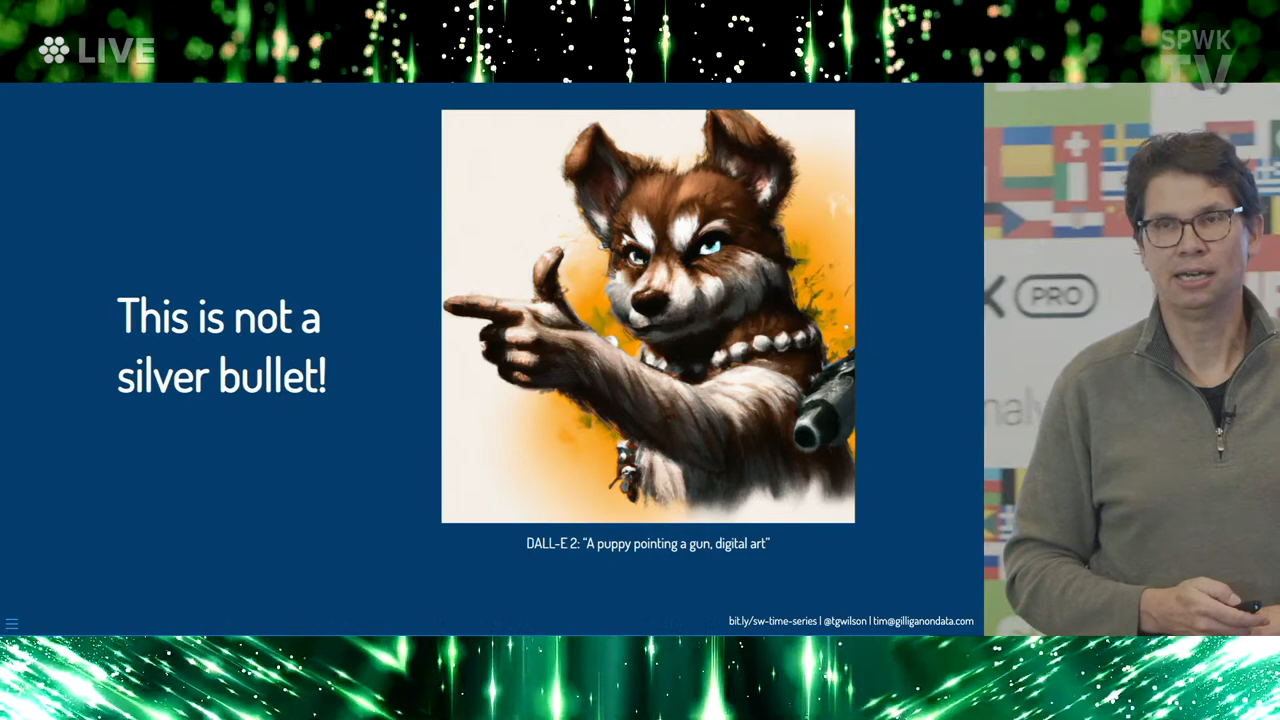 LIVE
SPWK
TV
This is not a
silver bullet!
DALL-E 2: “A puppy pointing a gun, digital art”
PRO
bit.ly/sw-time-series | @tgwilson | tim@gilliganondata.com